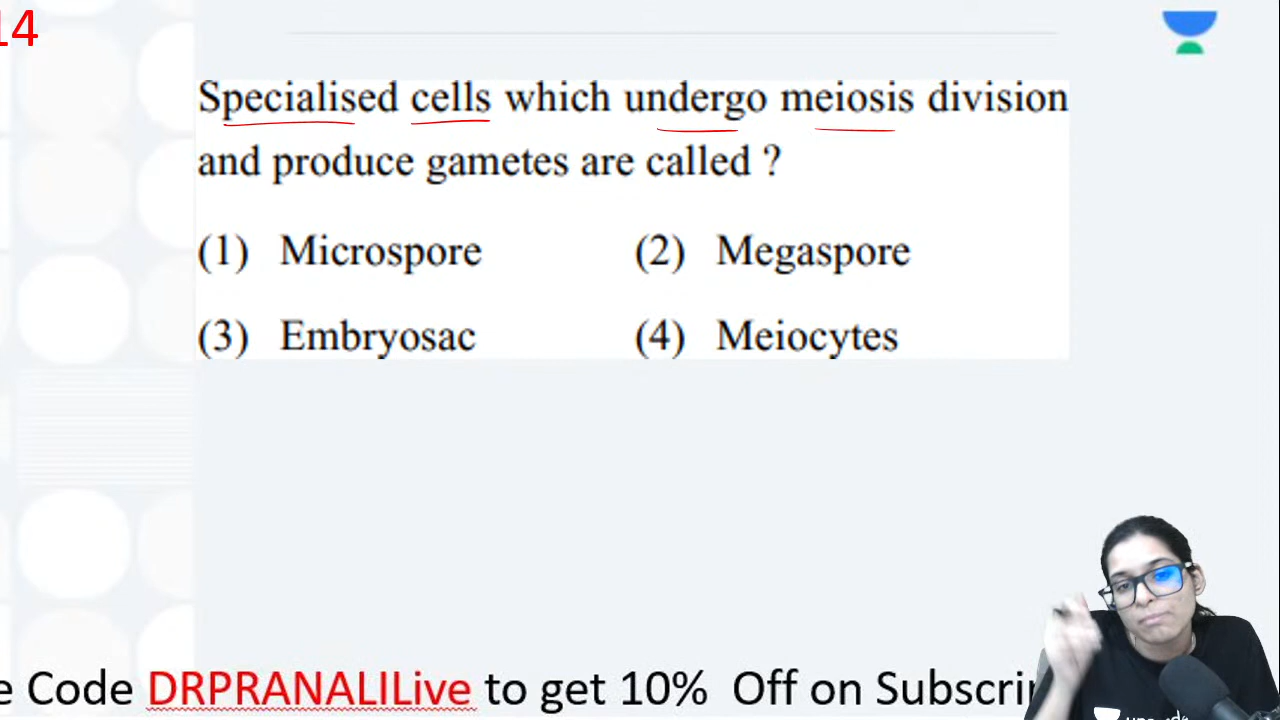 14
Specialised cells which undergo meiosis division
and produce gametes are called ?
(1) Microspore (2) Megaspore
(3) Embryosac (4) Meiocytes
e Code DRPRANALILive to get 10% Off on Subscri